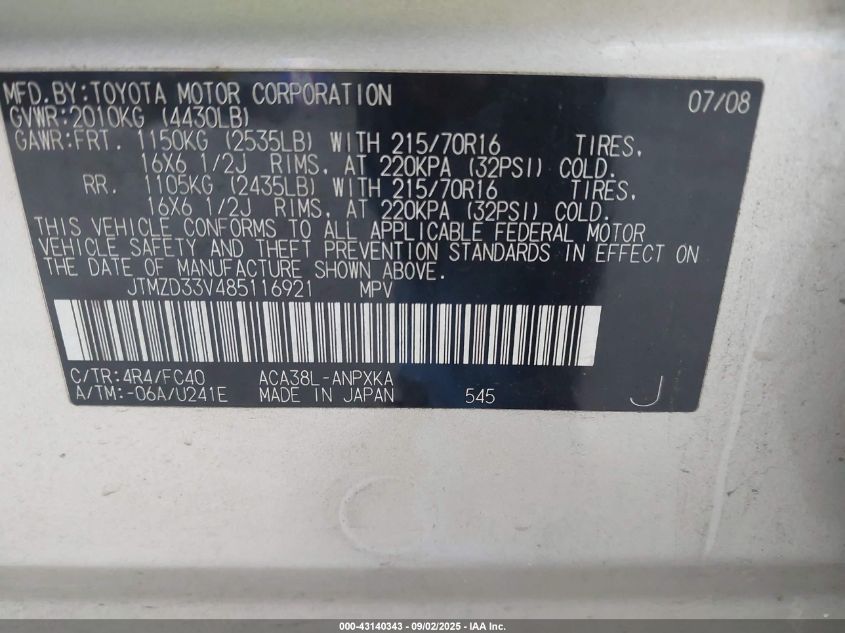 MFD.BY:TOYOTA MOTOR CORPORATION 07/08
GVWR:2010KG (4430LB)
GAWR:FRT. 1150KG (2535LB) WITH 215/70R16 TIRES,
16X6 1/2J RIMS, AT 220KPA (32PSI) COLD.
RR. 1105KG (2435LB) WITH 215/70R16 TIRES,
16X6 1/2J RIMS, AT 220KPA (32PSI) COLD.
THIS VEHICLE CONFORMS TO ALL APPLICABLE FEDERAL MOTOR
VEHICLE SAFETY AND THEFT PREVENTION STANDARDS IN EFFECT ON
THE DATE OF MANUFACTURE SHOWN ABOVE.
JTMZD33V485116921 MPV
C/TR:4R4/FC40 ACA38L-ANPXKA
A/TM:-06A/U241E MADE IN JAPAN 545 J
000-43140343 - 09/02/2025 - IAA Inc.